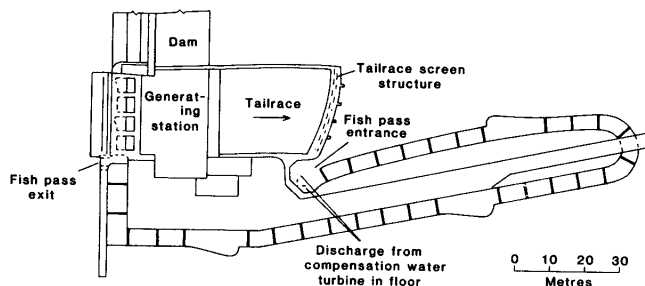 Dam
Generat-
ing
station
Tailrace
Tailrace screen
structure
Fish pass
entrance
Fish pass
exit
Discharge from
compensation water
turbine in floor
0 10 20 30
Metres